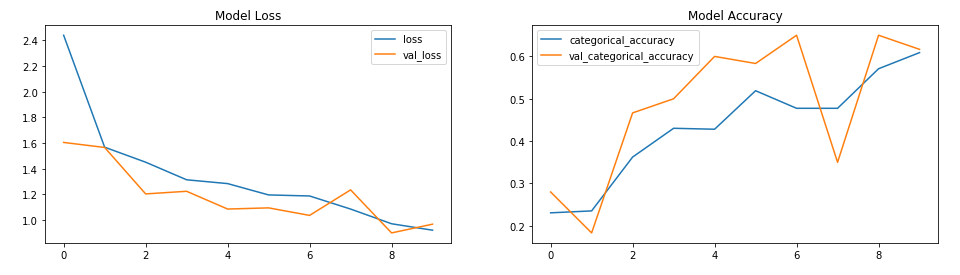 Model Loss
2.4
2.2
2.0
1.8
1.6
1.4
1.2
1.0
0 2 4 6 8
loss
val_loss
Model Accuracy
0.6
0.5
0.4
0.3
0.2
0 2 4 6 8
categorical_accuracy
val_categorical_accuracy